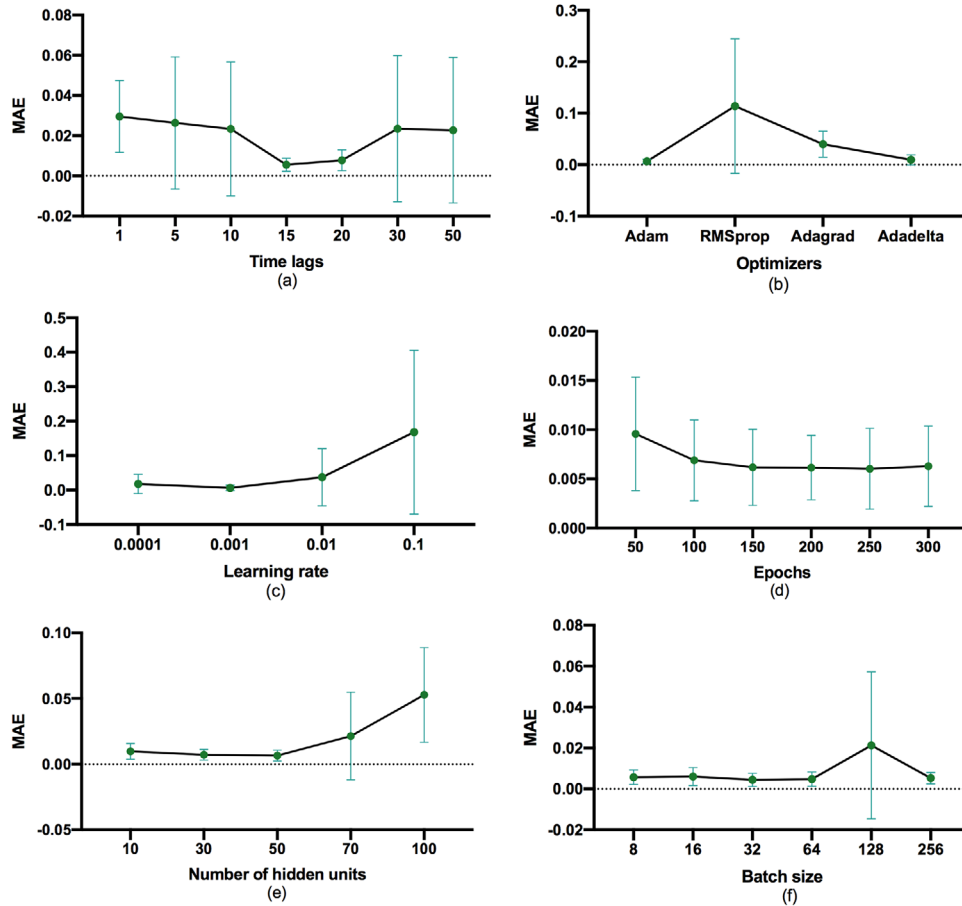 MAE
0.08
0.06
0.04
0.02
0.00
-0.02
1 5 10 15 20 30 50
Time lags
(a)
MAE
0.3
0.2
0.1
0.0
-0.1
Adam RMSprop Adagrad Adadelta
Optimizers
(b)
MAE
0.5
0.4
0.3
0.2
0.1
0.0
-0.1
0.0001 0.001 0.01 0.1
Learning rate
(c)
MAE
0.020
0.015
0.010
0.005
0.000
50 100 150 200 250 300
Epochs
(d)
MAE
0.10
0.05
0.00
-0.05
10 30 50 70 100
Number of hidden units
(e)
MAE
0.08
0.06
0.04
0.02
0.00
-0.02
8 16 32 64 128 256
Batch size
(f)